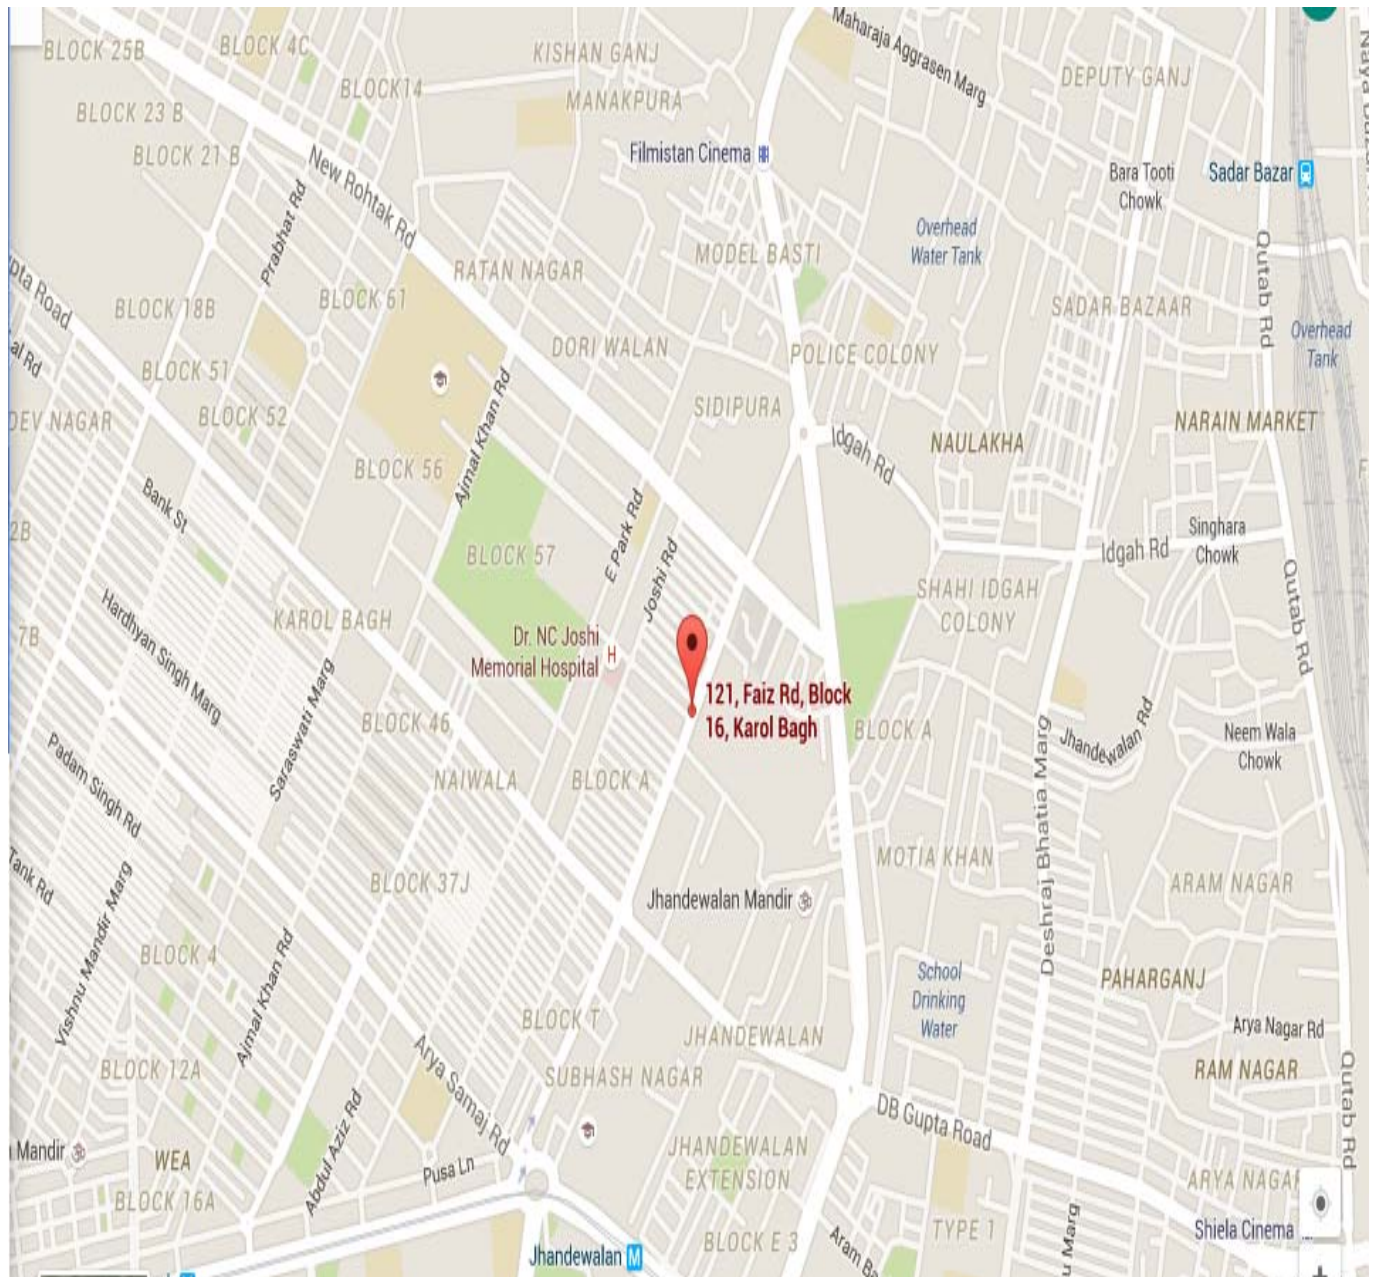 BLOCK 25B
BLOCK 4C
KISHAN GANJ
Maharaja Aggrasen Marg
DEPUTY GANJ
BLOCK14
MANAKPURA
BLOCK 23 B
BLOCK 21 B
New Rohtak Rd
Filmistan Cinema
Bara Tooti
Chowk
Sadar Bazar
Prabhat Rd
Overhead
Water Tank
MODEL BASTI
RATAN NAGAR
Qutab Rd
pta Road
BLOCK 18B
BLOCK 61
SADAR BAZAAR
Overhead
Tank
al Rd
BLOCK 51
DORI WALAN
POLICE COLONY
DEV NAGAR
BLOCK 52
SIDIPURA
Idgah Rd
NAULAKHA
NARAIN MARKET
Ajmal Khan Rd
BLOCK 56
Bank St
2B
BLOCK 57
E Park Rd
Joshi Rd
Idgah Rd
Singhara
Chowk
Qutab Rd
SHAHI IDGAH
COLONY
Hardhyan Singh Marg
KAROL BAGH
7B
Dr. NC Joshi
Memorial Hospital
H
121, Faiz Rd, Block
16, Karol Bagh
Saraswati Marg
BLOCK 46
BLOCK A
Jhandewalan Rd
Neem Wala
Chowk
Padam Singh Rd
NAIWALA
BLOCK A
Deshraj Bhatia Marg
Tank Rd
BLOCK 37J
MOTIA KHAN
ARAM NAGAR
Jhandewalan Mandir
Vishnu Mandir Marg
BLOCK 4
Ajmal Khan Rd
School
Drinking
Water
PAHARGANJ
BLOCK T
JHANDEWALAN
Arya Nagar Rd
BLOCK 12A
Arya Samaj Rd
SUBHASH NAGAR
RAM NAGAR
Qutab Rd
DB Gupta Road
Abdul Aziz Rd
Mandir
WEA
Pusa Ln
JHANDEWALAN
EXTENSION
ARYA NAGAR
BLOCK 16A
BLOCK E 3
TYPE 1
Shiela Cinema
u Marg
Jhandewalan
M
Aram Ba